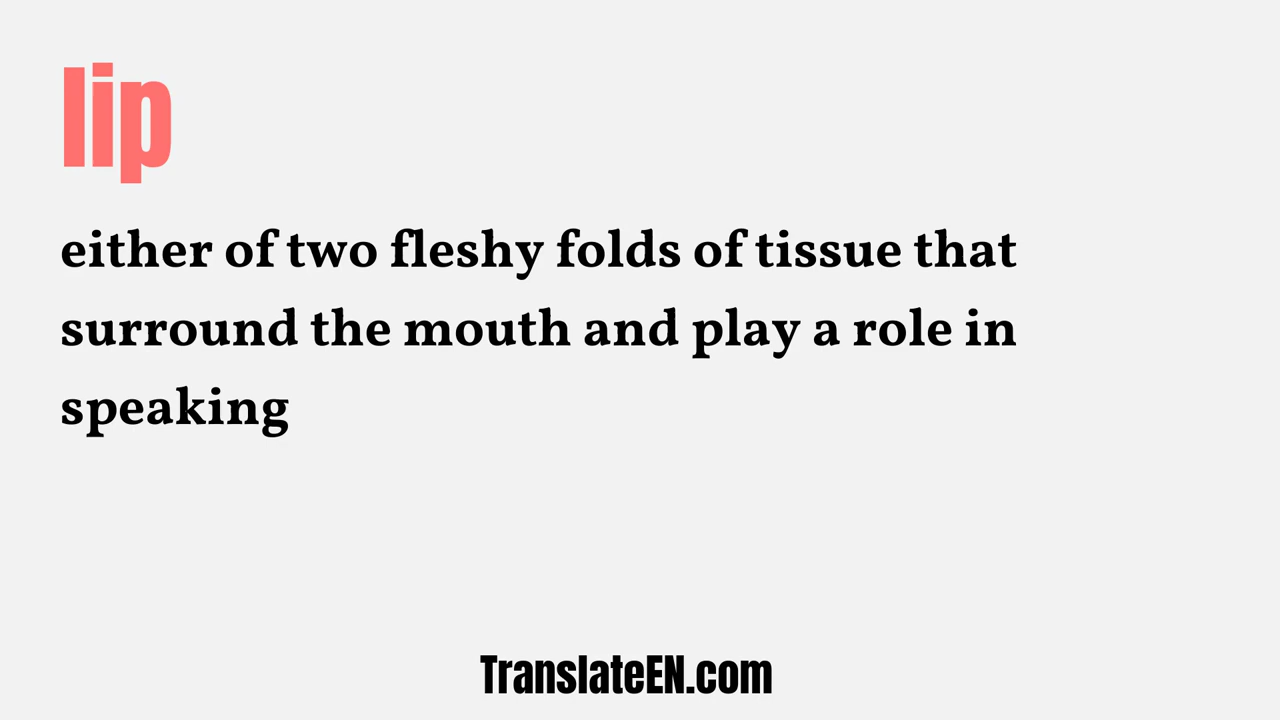 lip
either of two fleshy folds of tissue that
surround the mouth and play a role in
speaking
TranslateEN.com